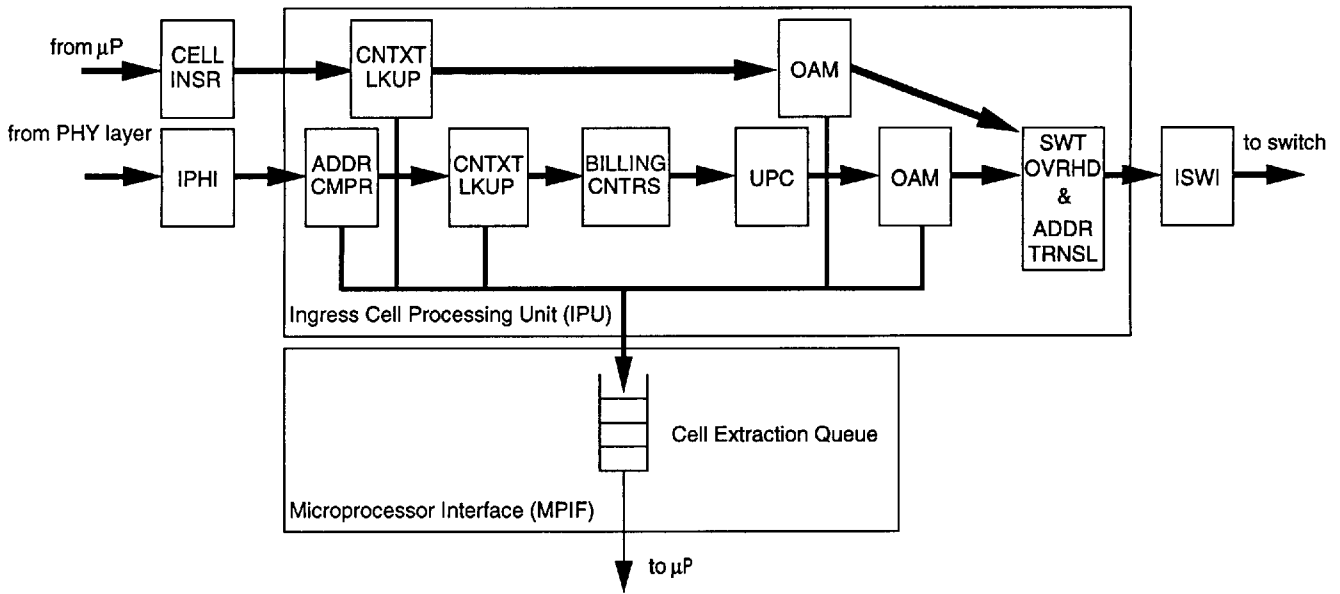 from μP
CELL
INSR
CNTXT
LKUP
OAM
from PHY layer
IPHI
ADDR
CMPR
CNTXT
LKUP
BILLING
CNTRS
UPC
OAM
SWT
OVRHD
&
ADDR
TRNSL
ISWI
to switch
Ingress Cell Processing Unit (IPU)
Cell Extraction Queue
Microprocessor Interface (MPIF)
to μP